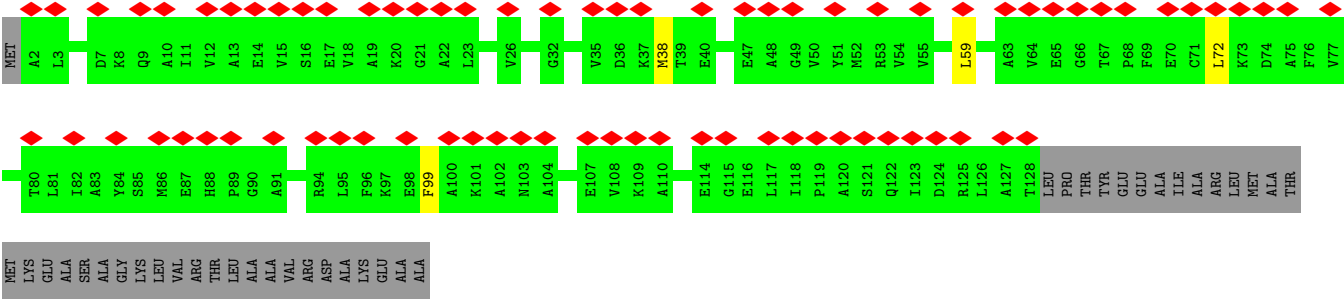 MET A2 L3 D7 K8 Q9 A10 I11 V12 A13 E14 V15 S16 E17 V18 A19 K20 G21 A22 L23 V26 G32 V35 D36 K37 M38 T39 E40 E47 A48 G49 V50 Y51 M52 R53 V54 V55 L59 A63 V64 E65 G66 T67 P68 F69 E70 C71 L72 K73 D74 A75 F76 V77
T80 L81 I82 A83 Y84 S85 M86 E87 H88 P89 G90 A91 R94 L95 F96 K97 E98 F99 A100 K101 A102 N103 A104 E107 V108 K109 A110 E114 G115 E116 L117 I118 P119 A120 S121 Q122 I123 D124 R125 L126 A127 T128 LEU PRO THR TYR GLU GLU ALA ILE ALA ARG LEU MET ALA THR
MET LYS GLU ALA SER ALA GLY LYS LEU VAL ARG THR LEU ALA ALA VAL ARG ASP ALA LYS GLU ALA ALA